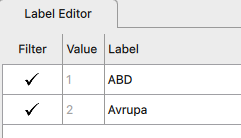 Label Editor
Filter Value Label
✓ 1 ABD
✓ 2 Avrupa